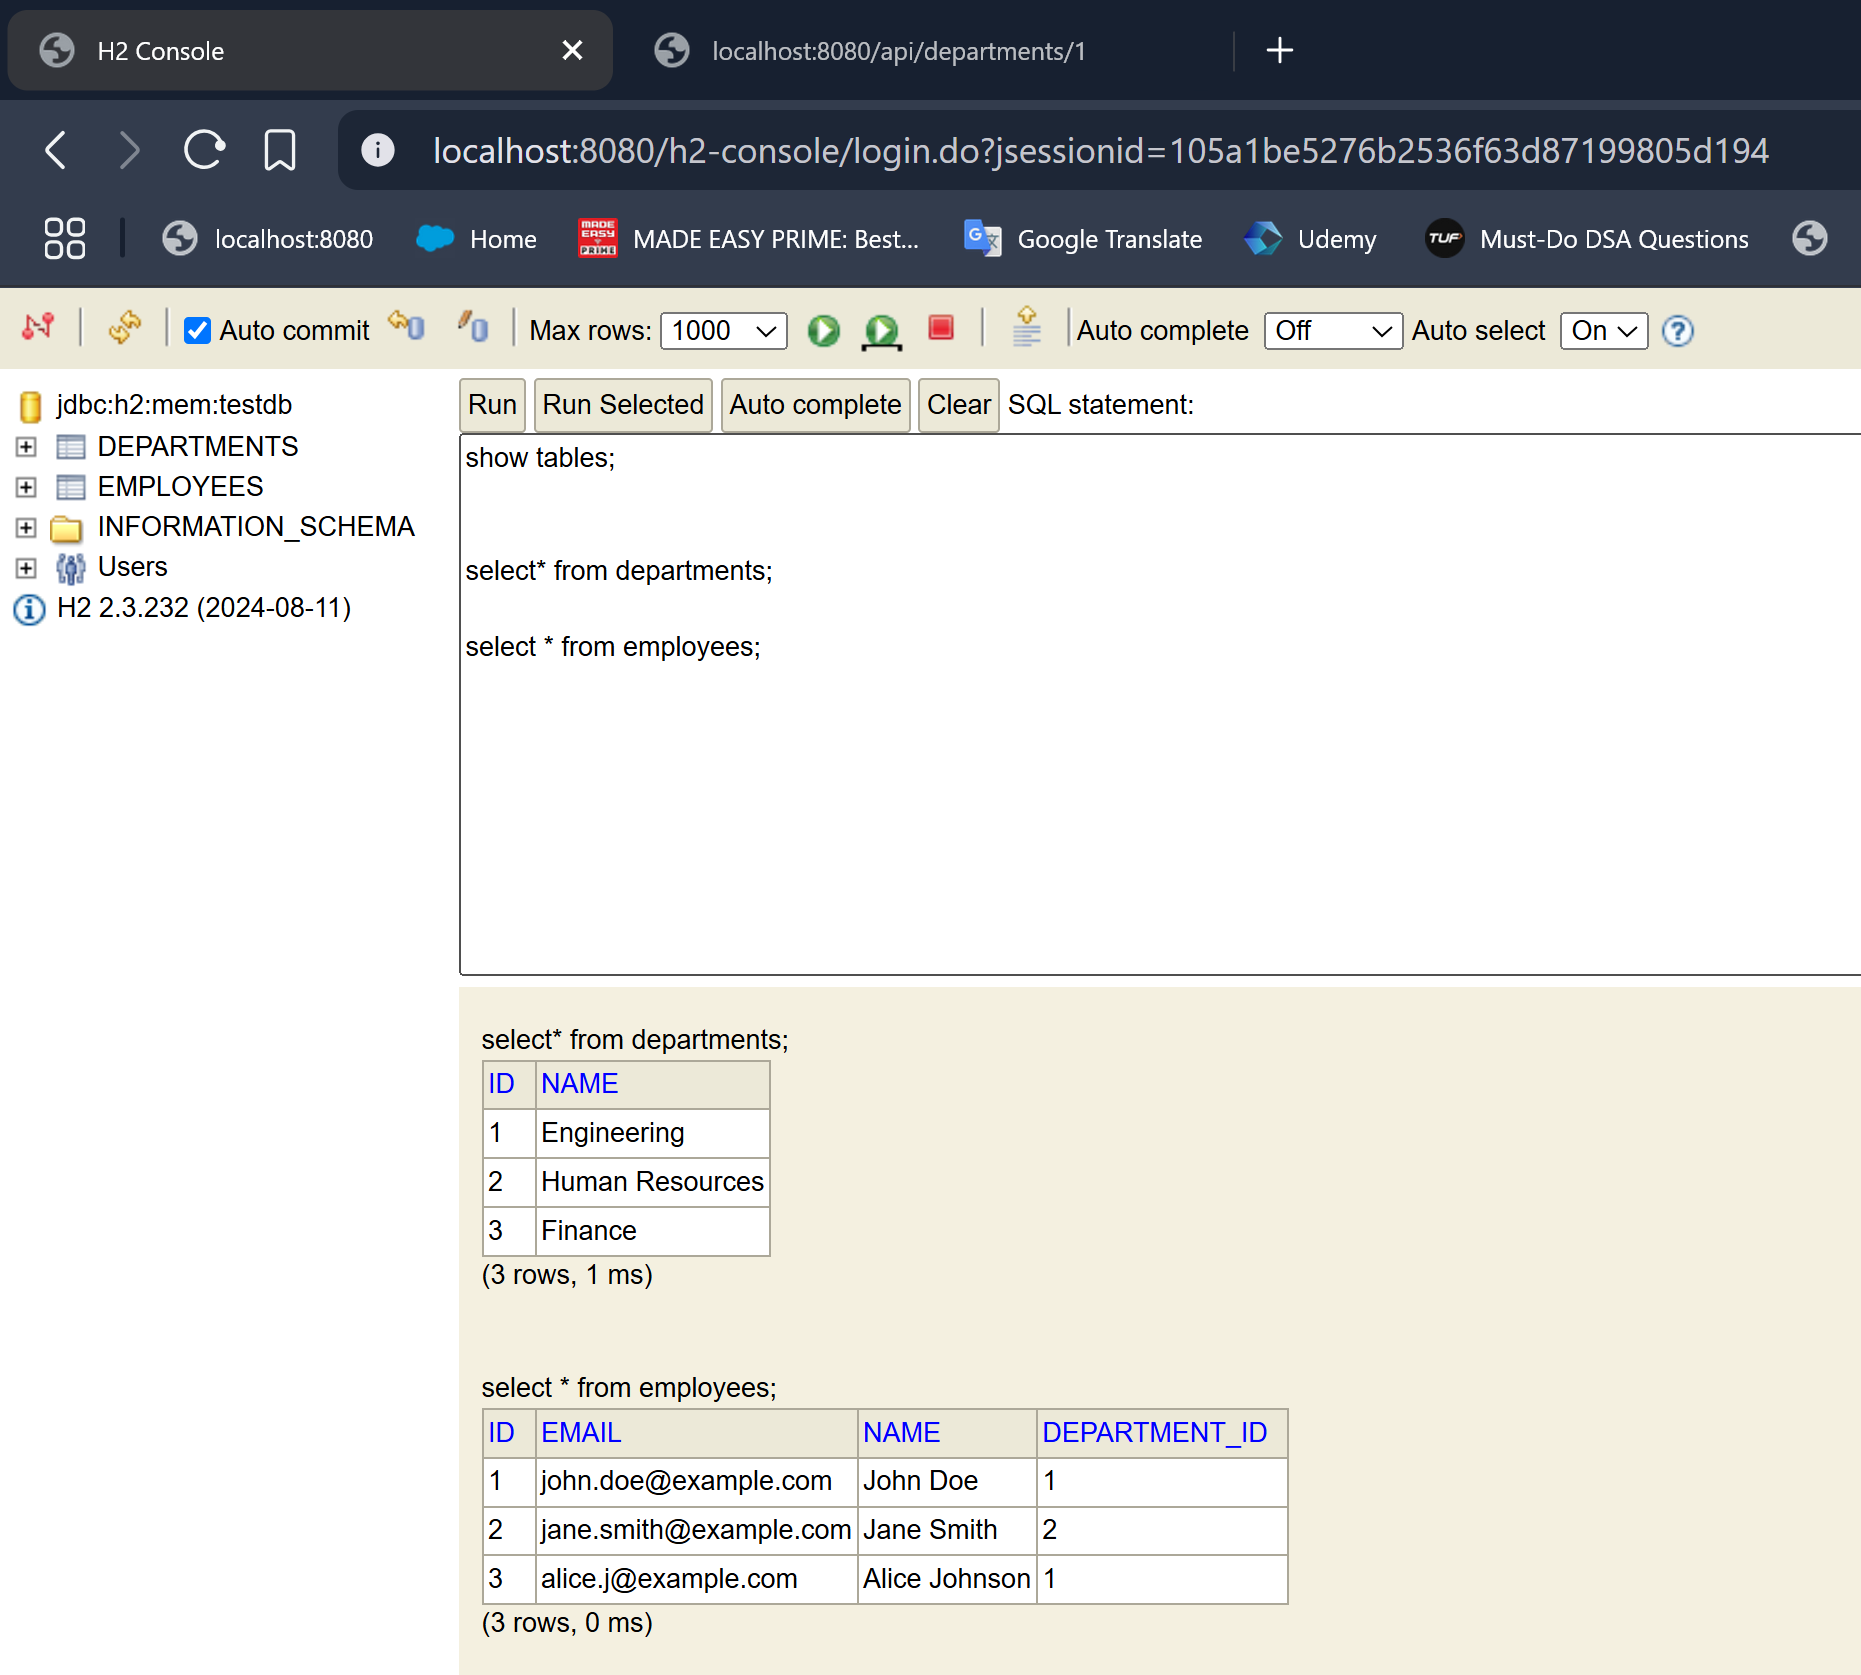 H2 Console
localhost:8080/api/departments/1
localhost:8080/h2-console/login.do?jsessionid=105a1be5276b2536f63d87199805d194
localhost:8080 Home MADE EASY PRIME MADE EASY PRIME: Best... Google Translate Udemy TUF Must-Do DSA Questions
Auto commit Max rows: 1000 Auto complete Off Auto select On
jdbc:h2:mem:testdb
DEPARTMENTS
EMPLOYEES
INFORMATION_SCHEMA
Users
H2 2.3.232 (2024-08-11)
Run Run Selected Auto complete Clear SQL statement:
show tables;
select* from departments;
select * from employees;
select* from departments;
ID NAME
1 Engineering
2 Human Resources
3 Finance
(3 rows, 1 ms)
select * from employees;
ID EMAIL NAME DEPARTMENT_ID
1 john.doe@example.com John Doe 1
2 jane.smith@example.com Jane Smith 2
3 alice.j@example.com Alice Johnson 1
(3 rows, 0 ms)